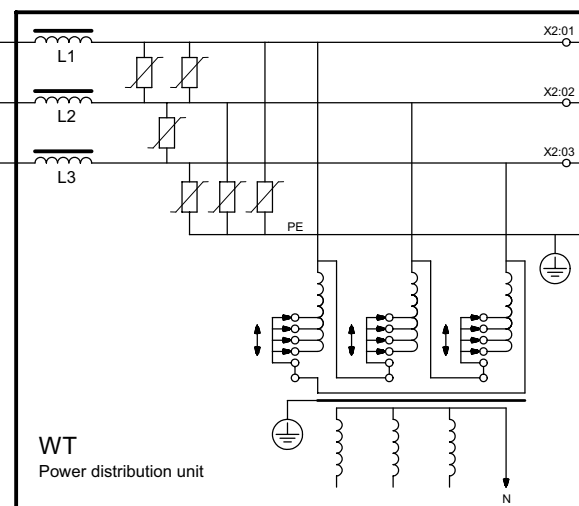 X2:01
L1
X2:02
L2
X2:03
L3
PE
WT
Power distribution unit
N